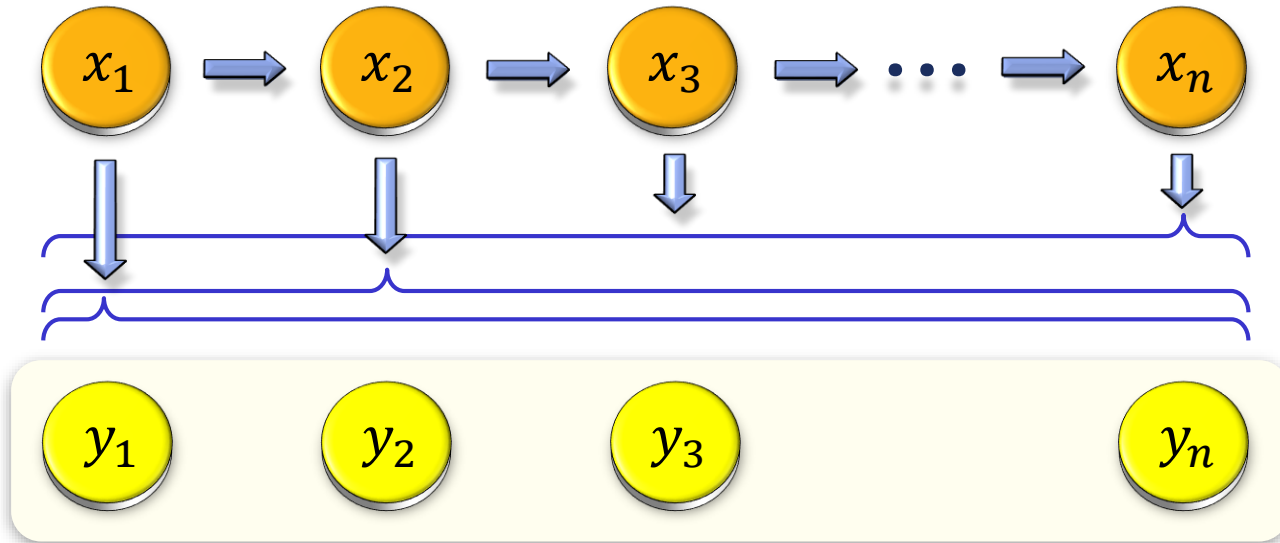 x₁ x₂ x₃ ••• xₙ
y₁ y₂ y₃ yₙ